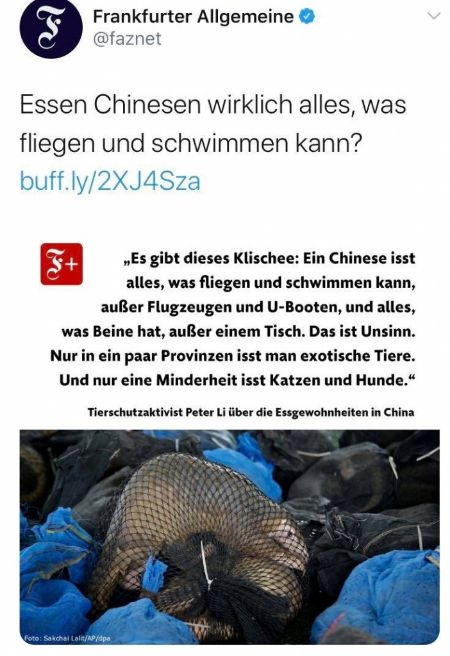 Frankfurter Allgemeine
@faznet
Essen Chinesen wirklich alles, was
fliegen und schwimmen kann?
buff.ly/2XJ4Sza
F+
„Es gibt dieses Klischee: Ein Chinese isst
alles, was fliegen und schwimmen kann,
außer Flugzeugen und U-Booten, und alles,
was Beine hat, außer einem Tisch. Das ist Unsinn.
Nur in ein paar Provinzen isst man exotische Tiere.
Und nur eine Minderheit isst Katzen und Hunde.“
Tierschutzaktivist Peter Li über die Essgewohnheiten in China
Foto: Sakchai Lalit/AP/dpa